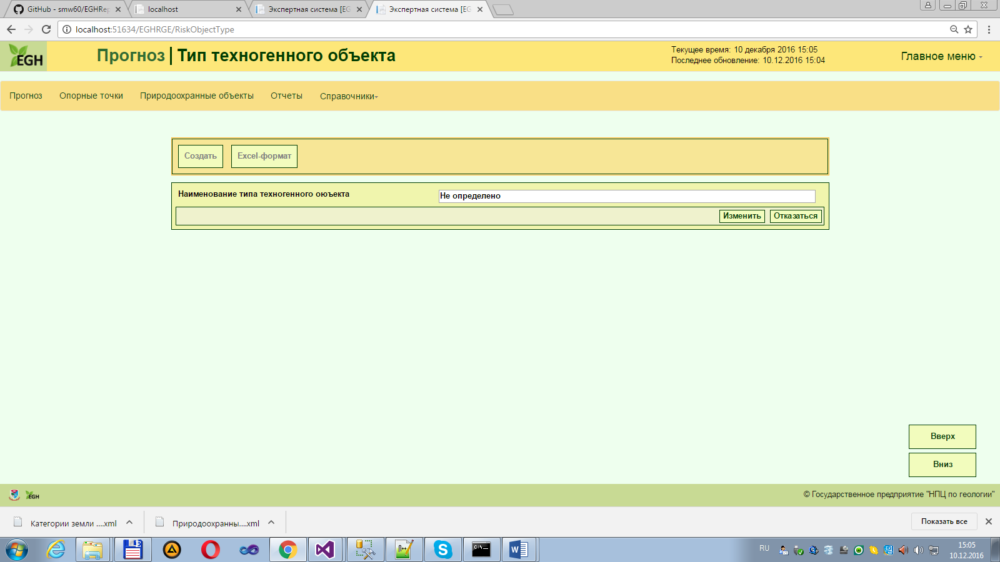 GitHub - smw60/EGHRep
localhost
Экспертная система [EG
Экспертная система [EG
localhost:51634/EGHRGE/RiskObjectType
EGH
Прогноз | Тип техногенного объекта
Текущее время: 10 декабря 2016 15:05
Последнее обновление: 10.12.2016 15:04
Главное меню
Прогноз
Опорные точки
Природоохранные объекты
Отчеты
Справочники
Создать
Excel-формат
Наименование типа техногенного оюъекта
Не определено
Изменить
Отказаться
Вверх
Вниз
EGH
© Государственное предприятие "НПЦ по геологии"
Категории земли ....xml
Природоохранны....xml
Показать все
RU
15:05
10.12.2016